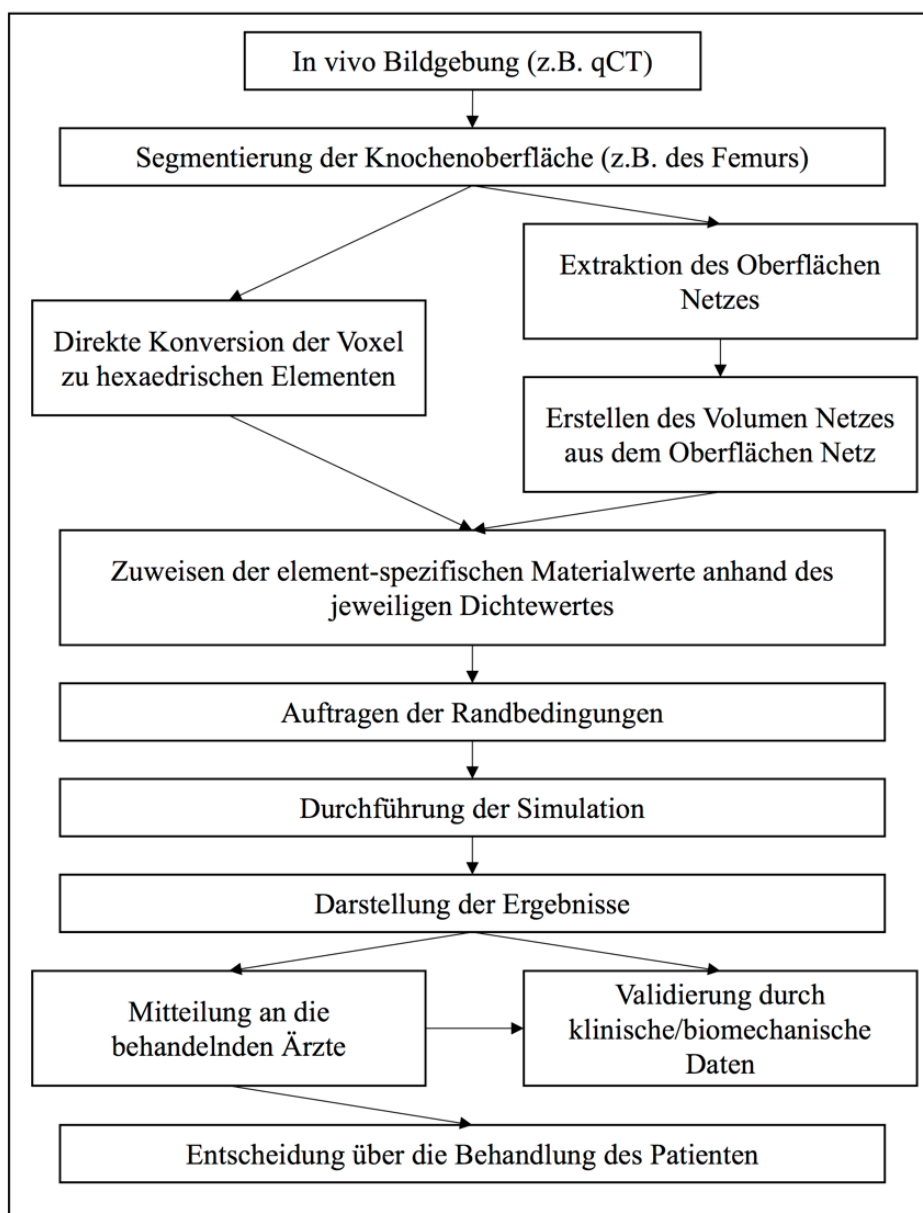 In vivo Bildgebung (z.B. qCT)
Segmentierung der Knochenoberfläche (z.B. des Femurs)
Extraktion des Oberflächen
Netzes
Direkte Konversion der Voxel
zu hexaedrischen Elementen
Erstellen des Volumen Netzes
aus dem Oberflächen Netz
Zuweisen der element-spezifischen Materialwerte anhand des
jeweiligen Dichtewertes
Auftragen der Randbedingungen
Durchführung der Simulation
Darstellung der Ergebnisse
Mitteilung an die
behandelnden Ärzte
Validierung durch
klinische/biomechanische
Daten
Entscheidung über die Behandlung des Patienten